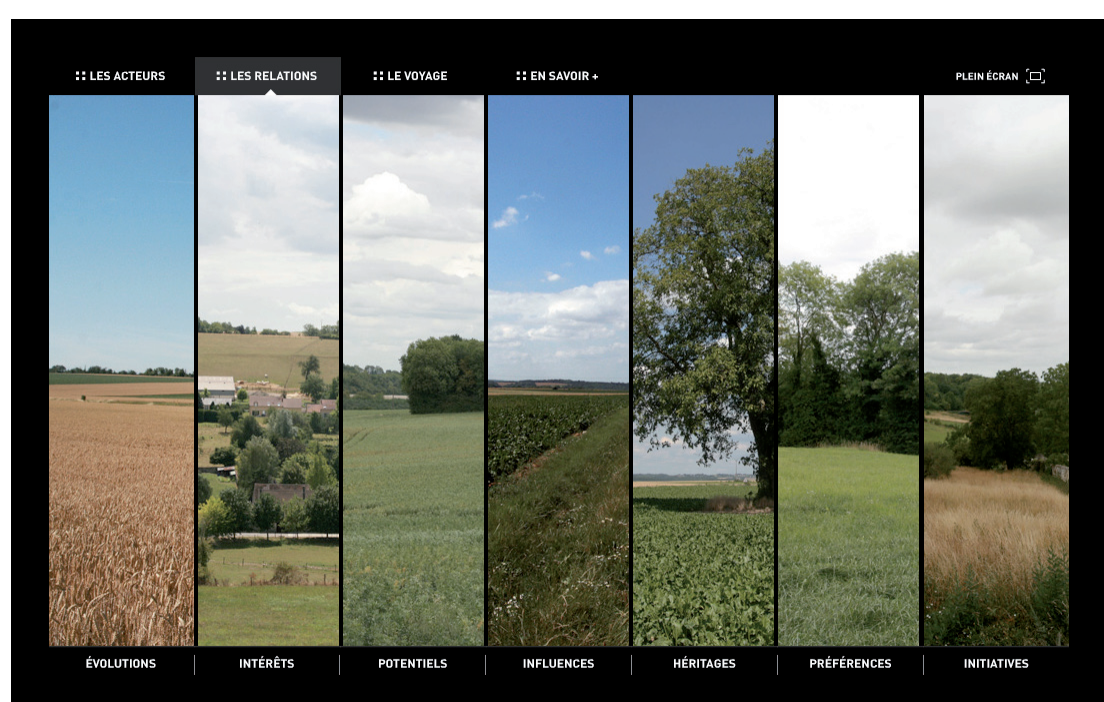 LES ACTEURS
LES RELATIONS
LE VOYAGE
EN SAVOIR +
PLEIN ÉCRAN
ÉVOLUTIONS
INTÉRÊTS
POTENTIELS
INFLUENCES
HÉRITAGES
PRÉFÉRENCES
INITIATIVES